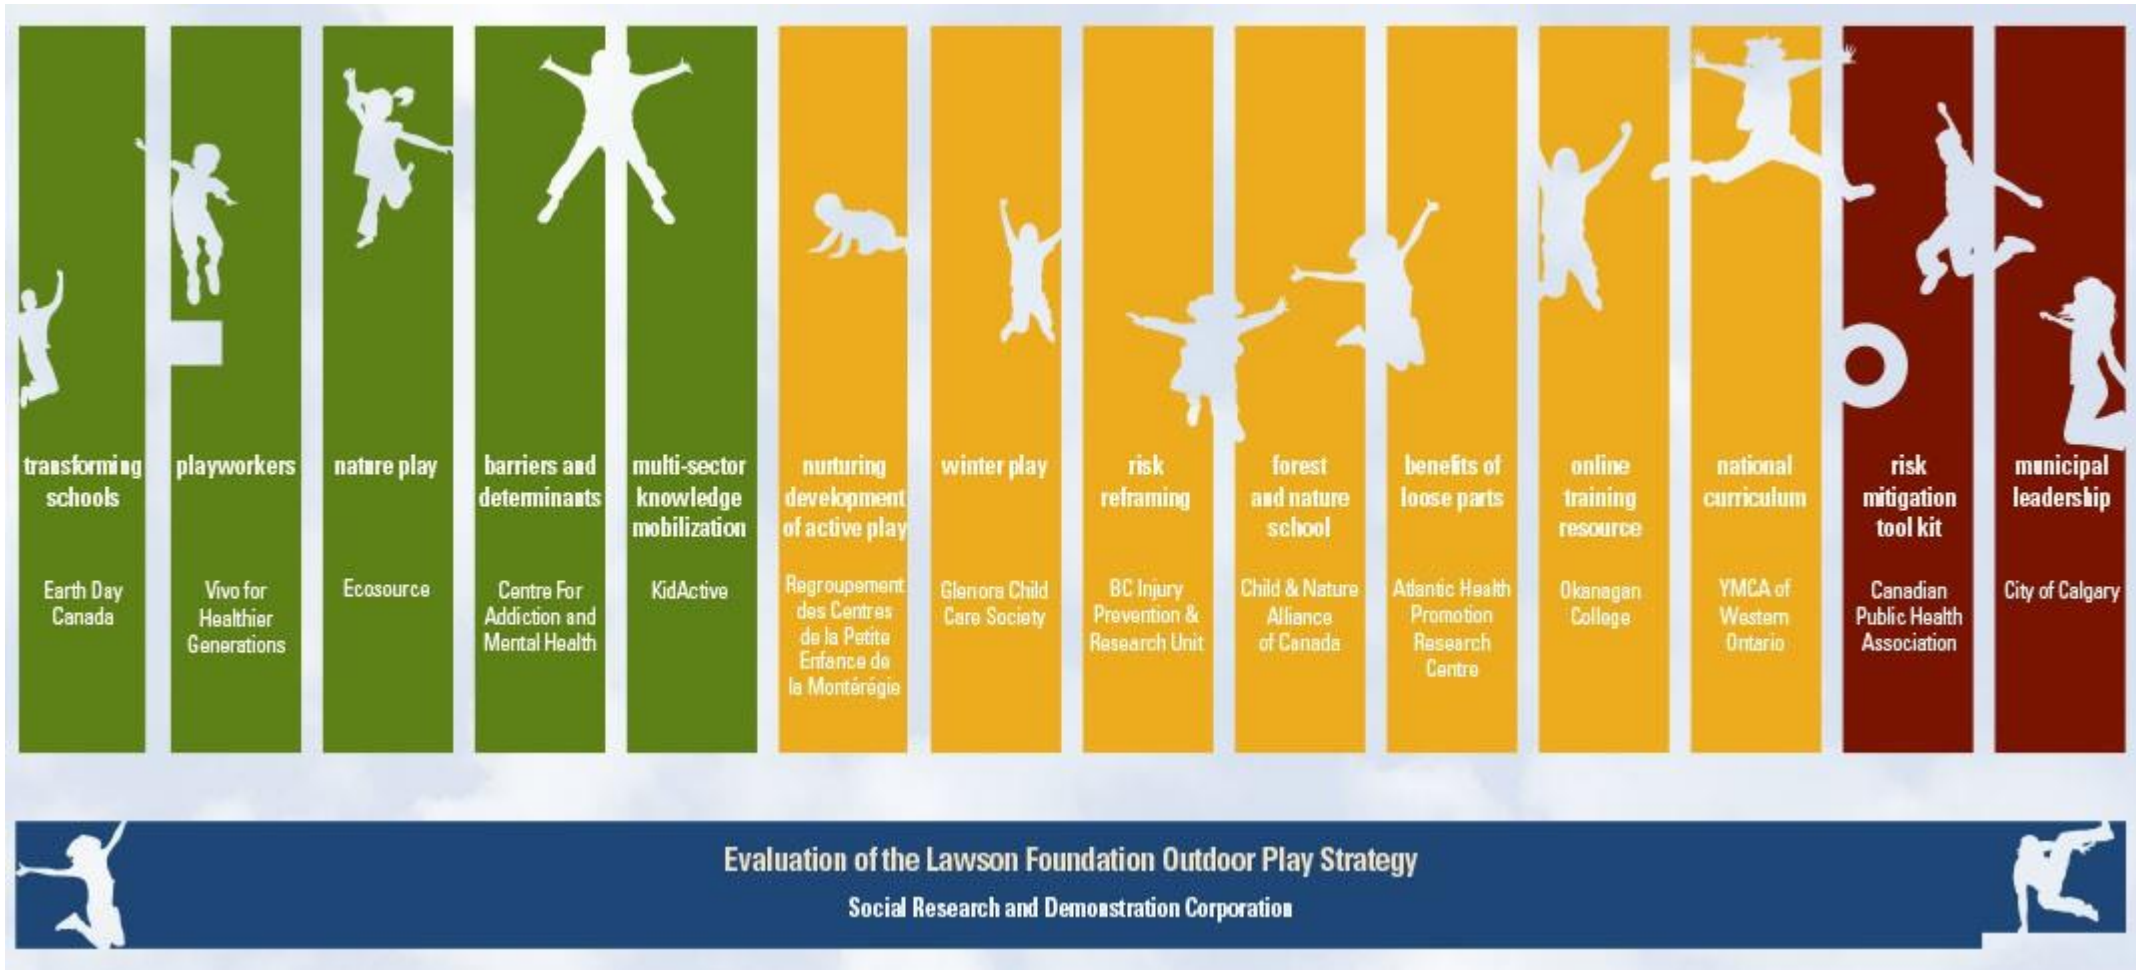 transforming
schools
Earth Day
Canada
playworkers
Vivo for
Healthier
Generations
nature play
Ecosource
barriers and
determinants
Centre For
Addiction and
Mental Health
multi-sector
knowledge
mobilization
KidActive
nurturing
development
of active play
Regroupement
des Centres
de la Petite
Enfance de
la Montérégie
winter play
Glenora Child
Care Society
risk
reframing
BC Injury
Prevention &
Research Unit
forest
and nature
school
Child & Nature
Alliance
of Canada
benefits of
loose parts
Atlantic Health
Promotion
Research
Centre
online
training
resource
Okanagan
College
national
curriculum
YMCA of
Western
Ontario
risk
mitigation
tool kit
Canadian
Public Health
Association
municipal
leadership
City of Calgary
Evaluation of the Lawson Foundation Outdoor Play Strategy
Social Research and Demonstration Corporation